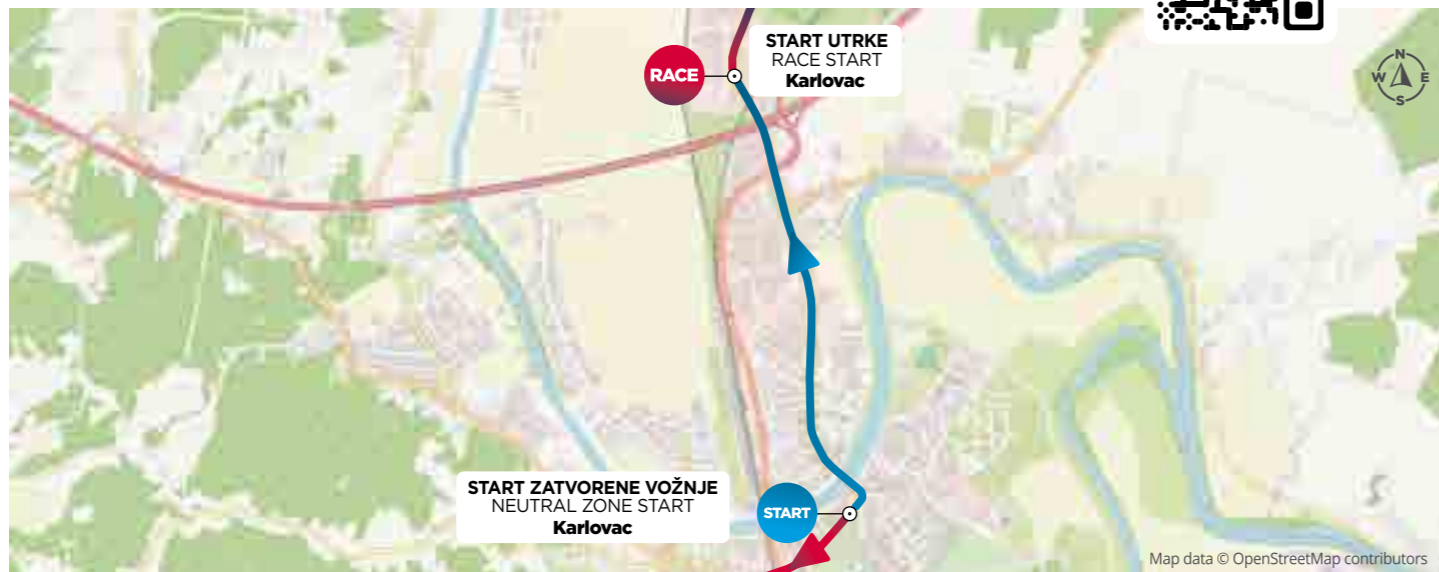 START UTRKE
RACE START
Karlovac
RACE
N
W E
S
START ZATVORENE VOŽNJE
NEUTRAL ZONE START
Karlovac
START
Map data © OpenStreetMap contributors